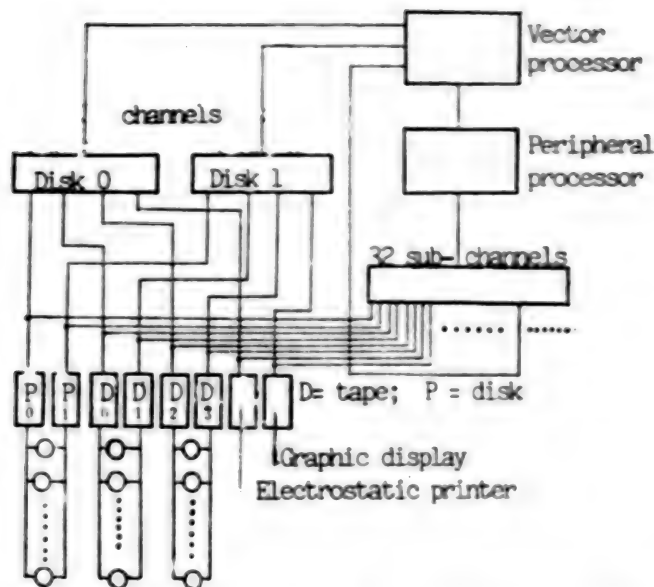 Vector
processor
channels
Peripheral
processor
Disk 0
Disk 1
32 sub-channels
P 0
P 1
D 0
D 1
D 2
D 3
D= tape; P = disk
Graphic display
Electrostatic printer